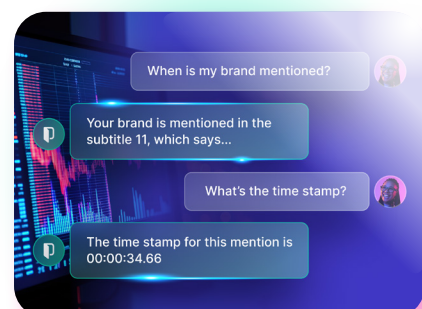 When is my brand mentioned?
Your brand is mentioned in the
subtitle 11, which says...
What's the time stamp?
The time stamp for this mention is
00:00:34.66